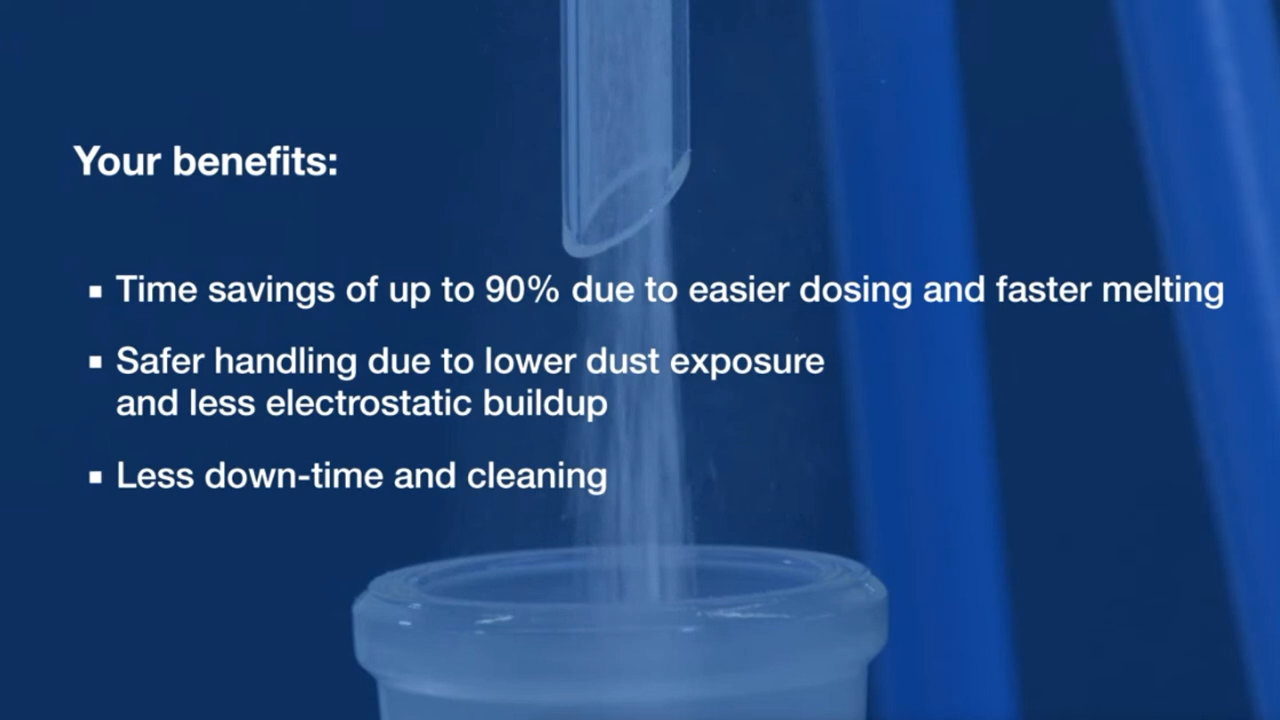 Your benefits:
▪ Time savings of up to 90% due to easier dosing and faster melting
▪ Safer handling due to lower dust exposure
and less electrostatic buildup
▪ Less down-time and cleaning